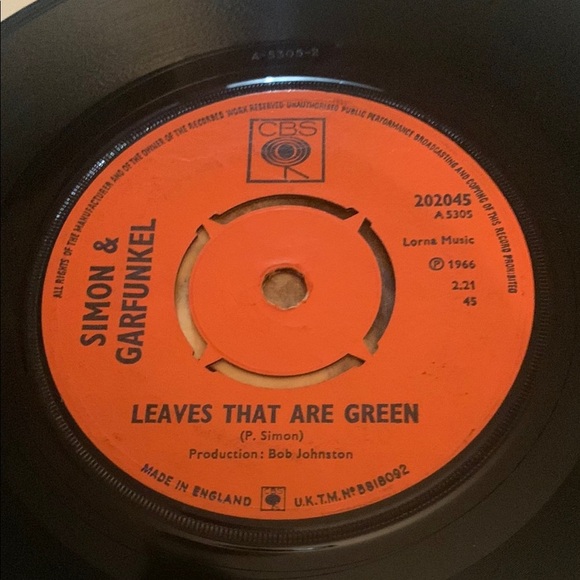 A-5305-2
ALL RIGHTS OF THE MANUFACTURER AND OF THE OWNER OF THE RECORDED WORK RESERVED UNAUTHORISED PUBLIC PERFORMANCE BROADCASTING AND COPYING OF THIS RECORD PROHIBITED
CBS
SIMON &
GARFUNKEL
202045
A 5305
Lorna Music
Ⓟ 1966
2.21
45
LEAVES THAT ARE GREEN
(P. Simon)
Production: Bob Johnston
MADE IN ENGLAND U.K.T.M.Nº 8818092